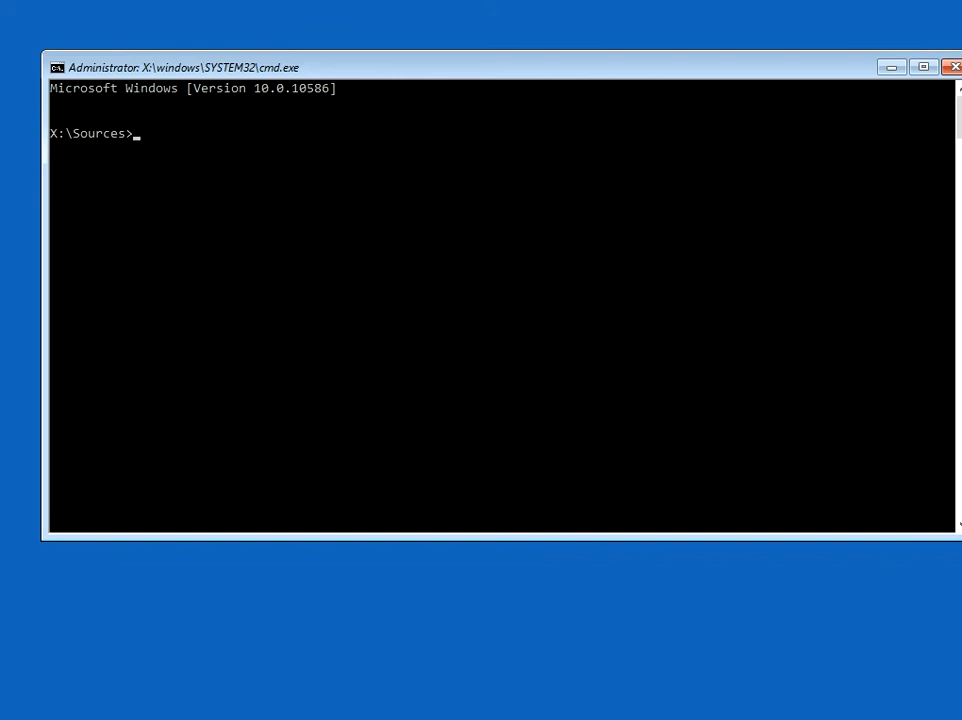 Administrator: X:\windows\SYSTEM32\cmd.exe
Microsoft Windows [Version 10.0.10586]
X:\Sources>